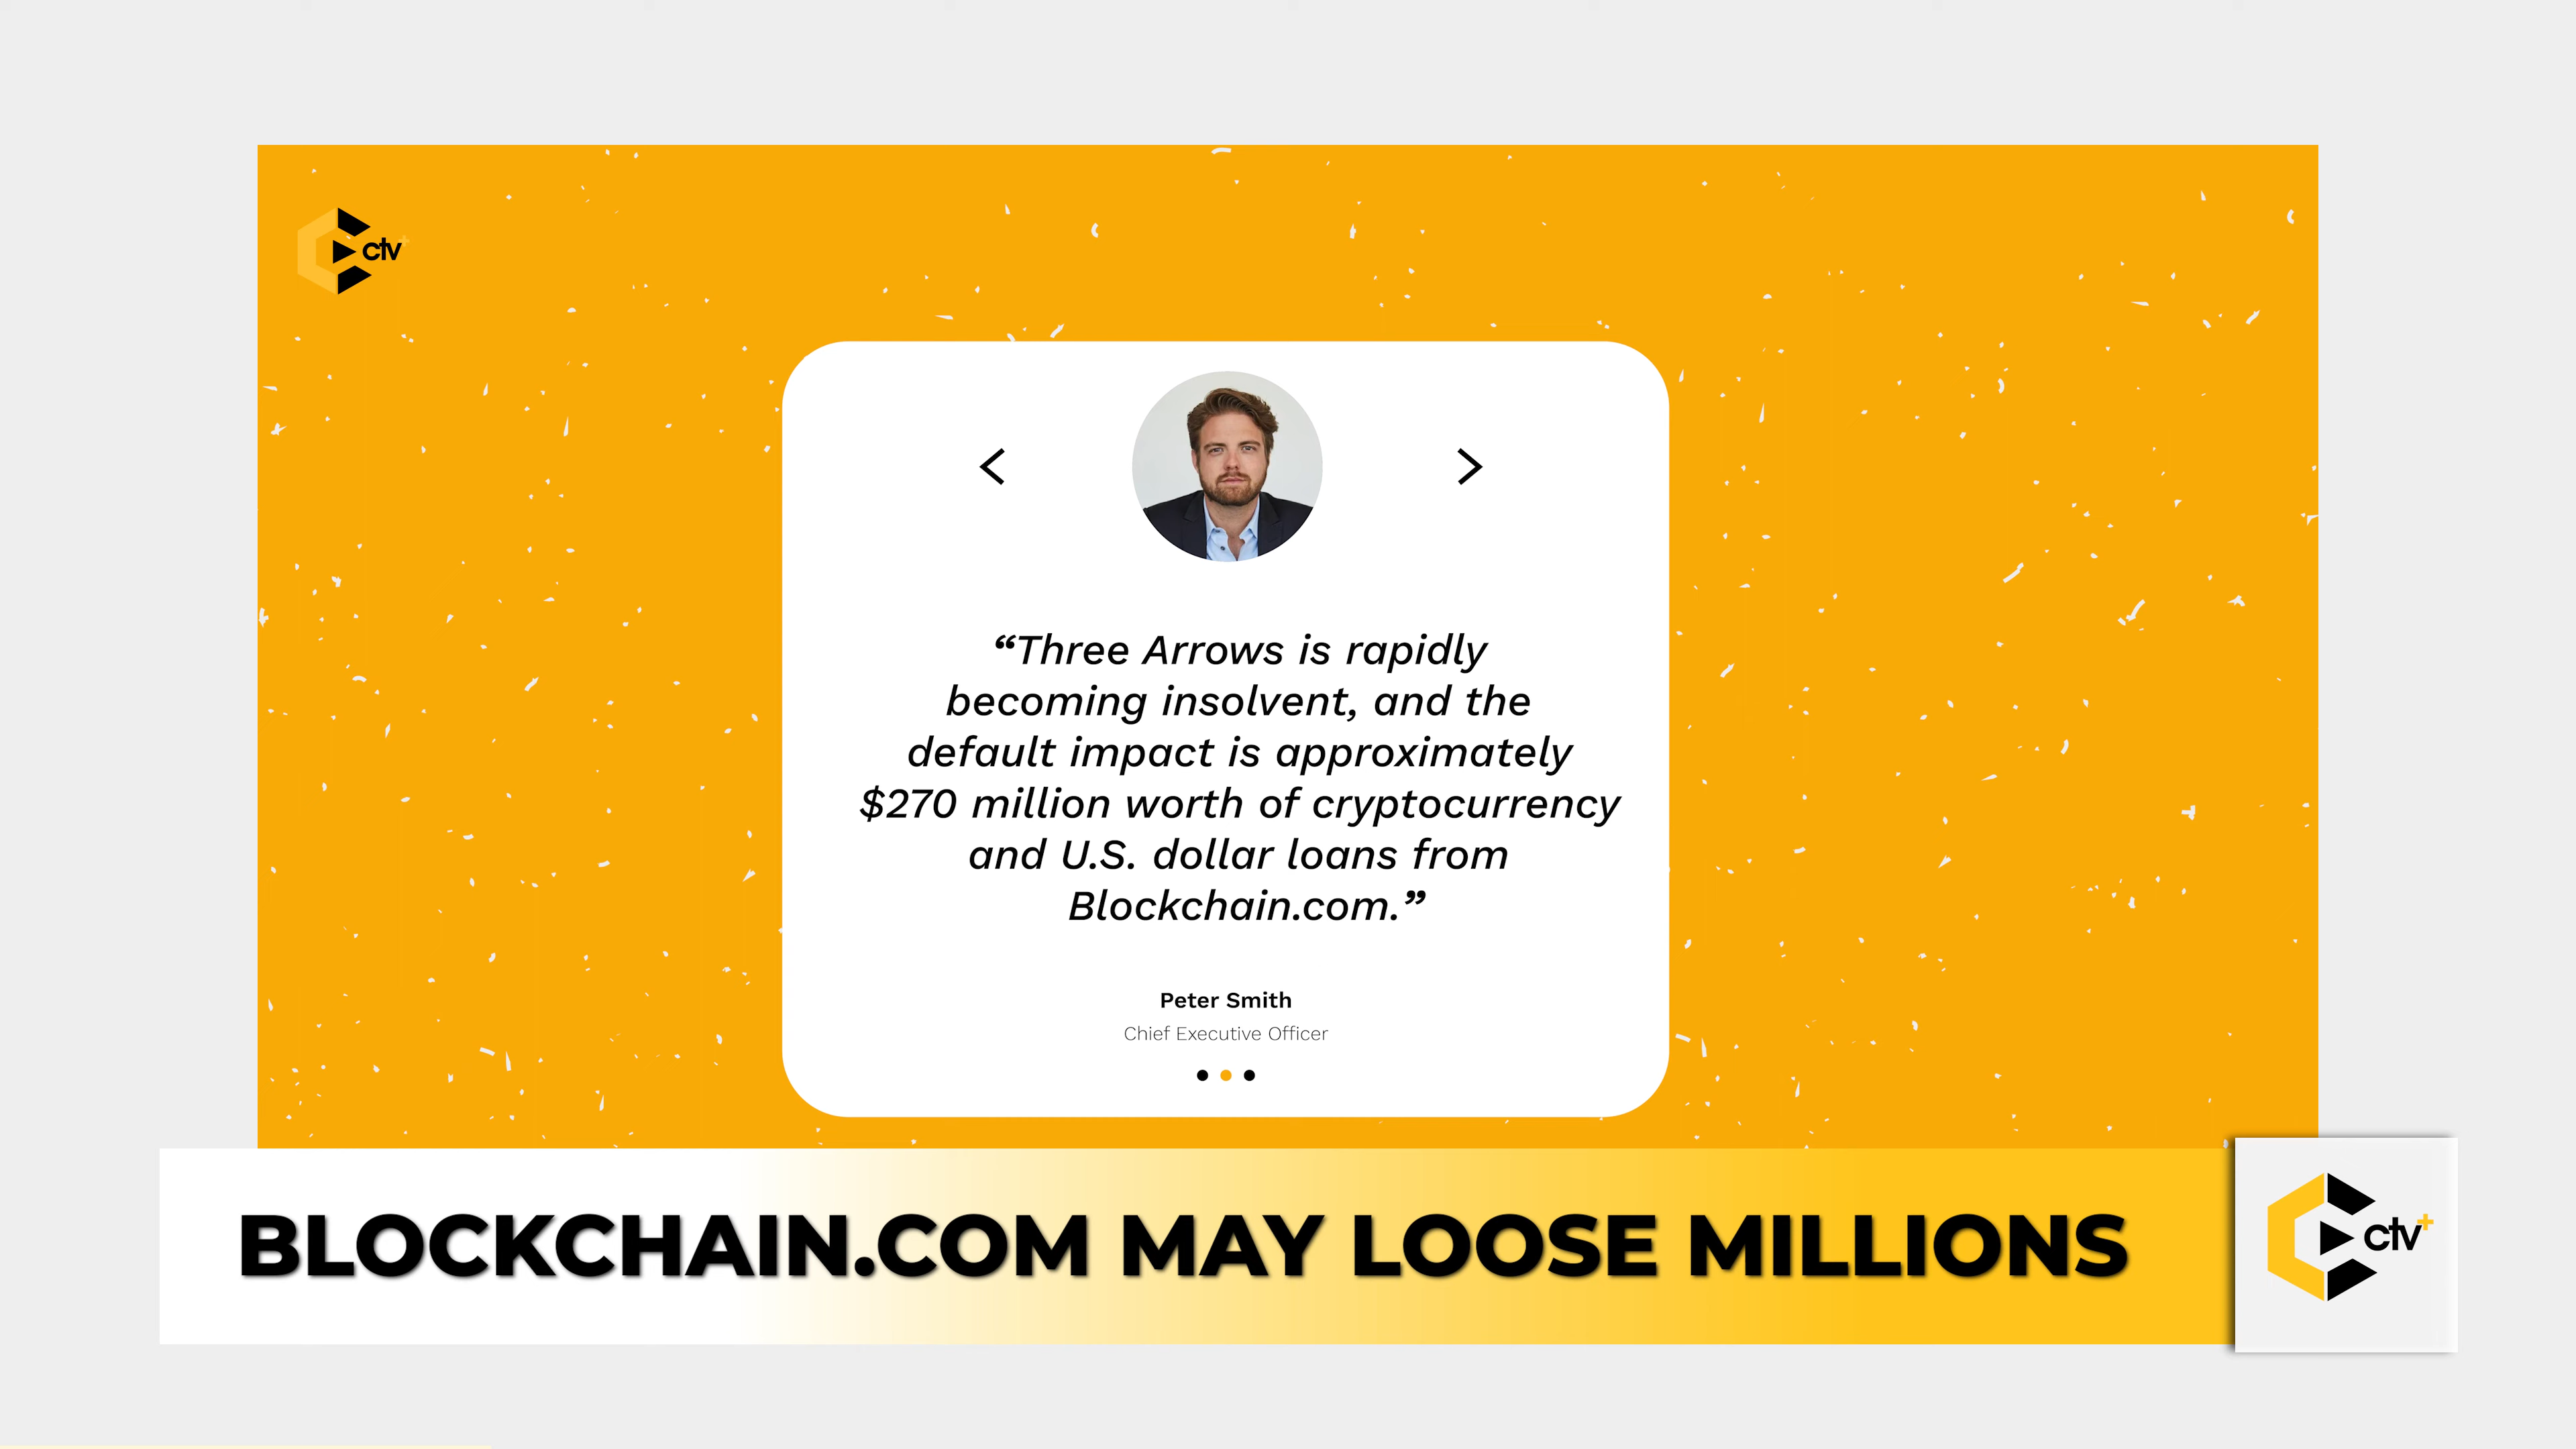 ctv+
“Three Arrows is rapidly
becoming insolvent, and the
default impact is approximately
$270 million worth of cryptocurrency
and U.S. dollar loans from
Blockchain.com.”
Peter Smith
Chief Executive Officer
BLOCKCHAIN.COM MAY LOOSE MILLIONS
ctv+